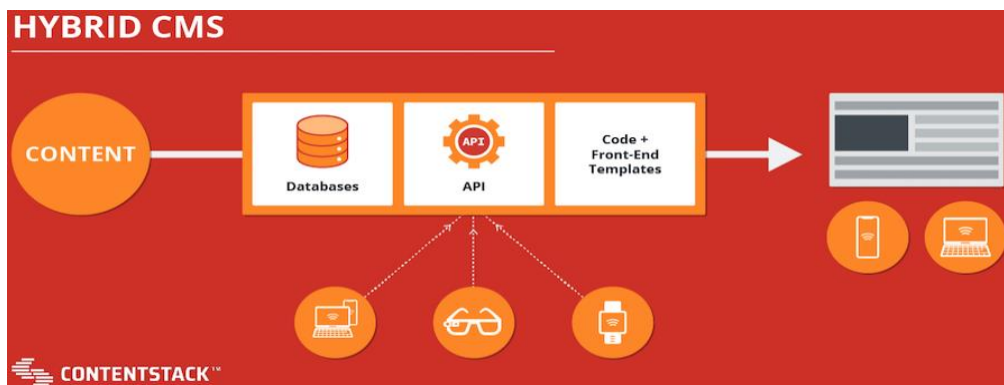 HYBRID CMS
CONTENT
Databases
API
API
Code +
Front-End
Templates
CONTENTSTACK™